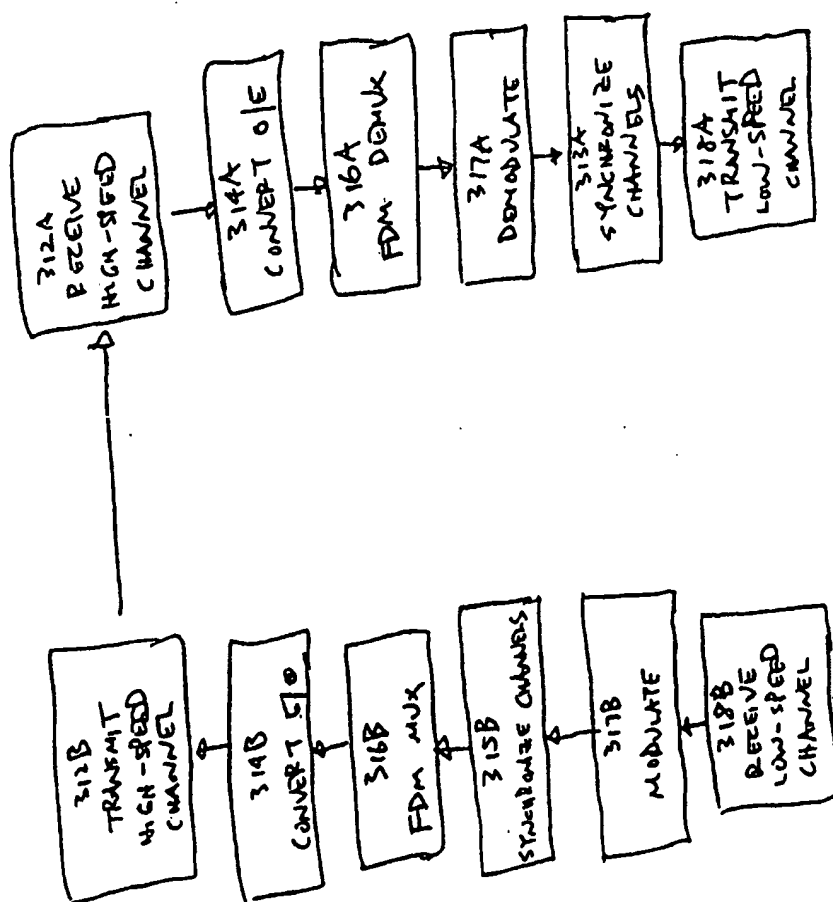 312B
TRANSMIT
HIGH-SPEED
CHANNEL
314B
CONVERT E/O
316B
FDM MUX
315B
SYNCHRONIZE CHANNELS
317B
MODULATE
318B
RECEIVE
LOW-SPEED
CHANNEL
312A
RECEIVE
HIGH-SPEED
CHANNEL
314A
CONVERT O/E
316A
FDM DEMUX
317A
DEMODULATE
313A
SYNCHRONIZE
CHANNELS
318A
TRANSMIT
LOW-SPEED
CHANNEL